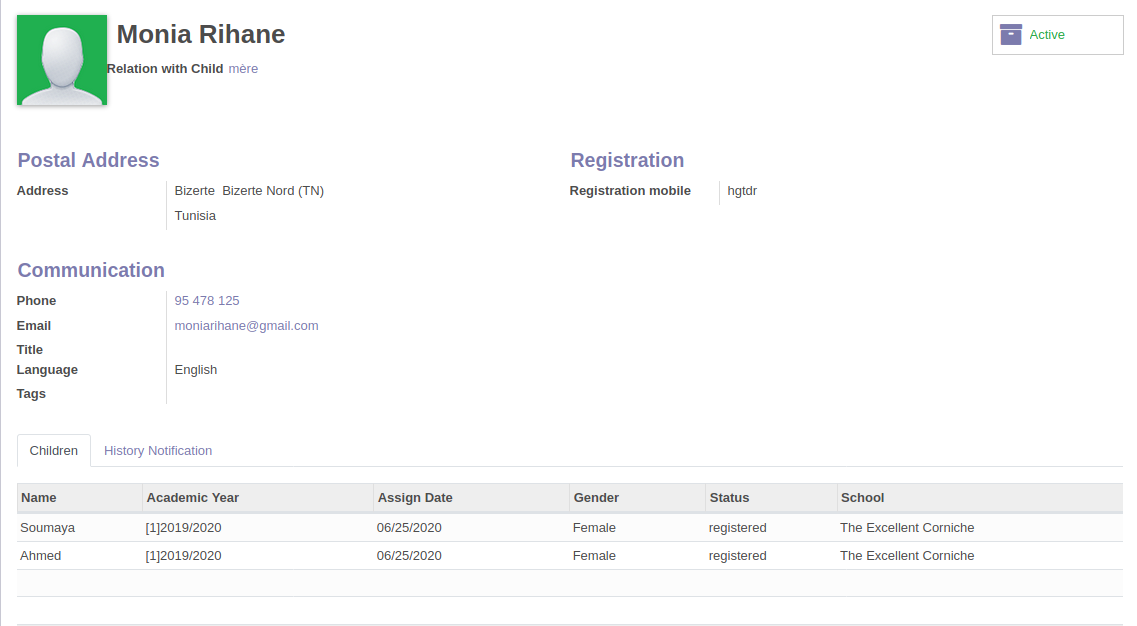 Monia Rihane
Active
Relation with Child mère
Postal Address
Address Bizerte Bizerte Nord (TN)
Tunisia
Registration
Registration mobile hgtdr
Communication
Phone 95 478 125
Email moniarihane@gmail.com
Title
Language English
Tags
Children History Notification
Name Academic Year Assign Date Gender Status School
Soumaya [1]2019/2020 06/25/2020 Female registered The Excellent Corniche
Ahmed [1]2019/2020 06/25/2020 Female registered The Excellent Corniche